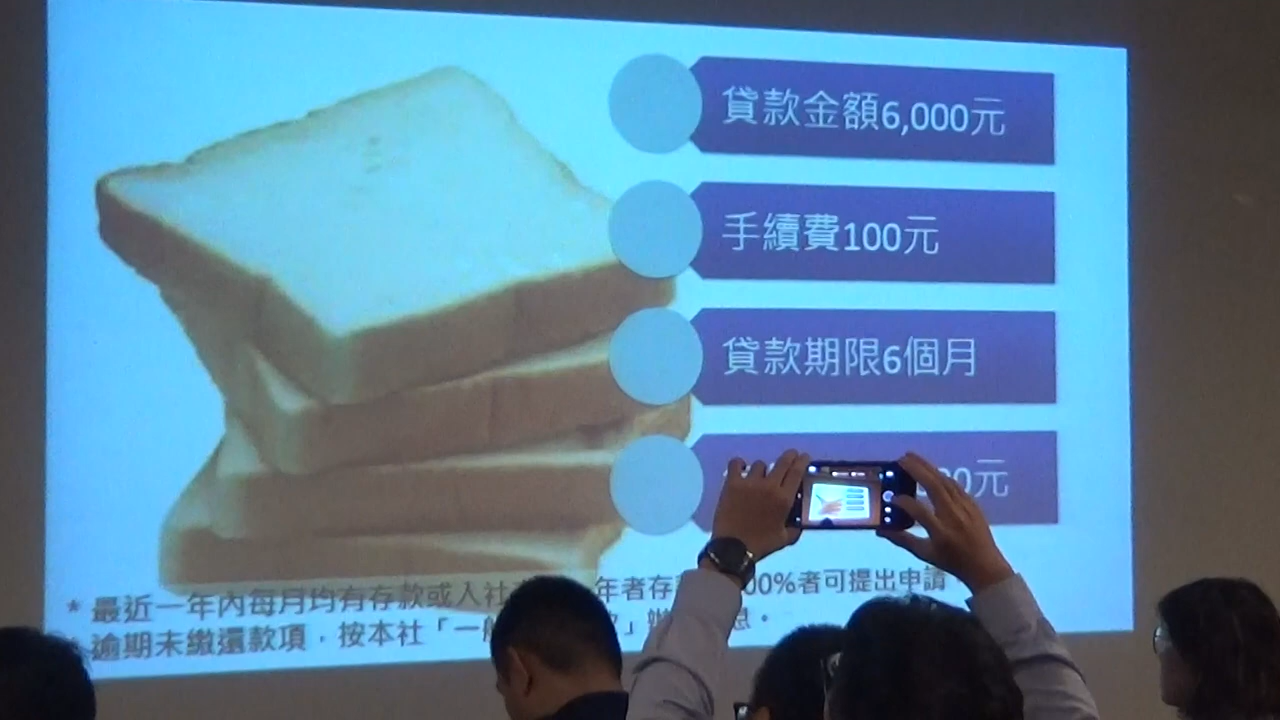 貸款金額6,000元
手續費100元
貸款期限6個月
00元
* 最近一年內每月均有存款或入社 年者存 00%者可提出申請
* 逾期未繳還款項，按本社「一般 」 息。